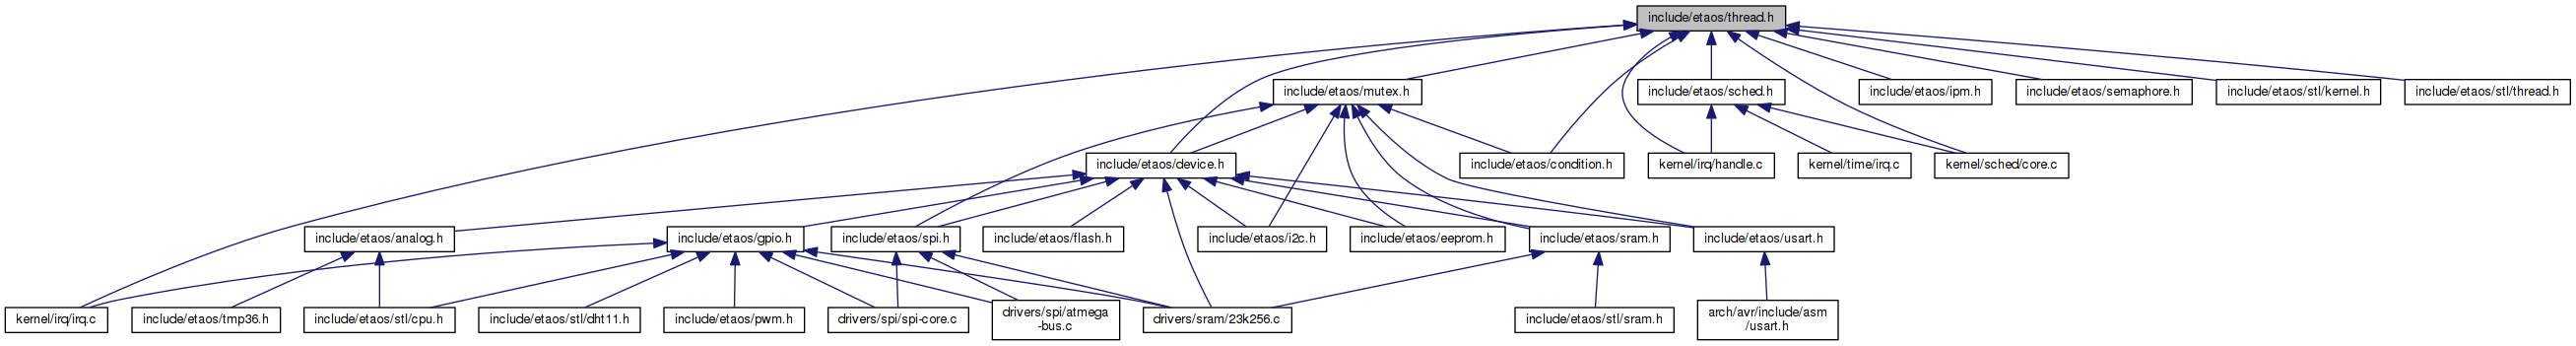 include/etaos/thread.h
include/etaos/mutex.h
include/etaos/sched.h
include/etaos/ipm.h
include/etaos/semaphore.h
include/etaos/stl/kernel.h
include/etaos/stl/thread.h
include/etaos/device.h
include/etaos/condition.h
kernel/irq/handle.c
kernel/time/irq.c
kernel/sched/core.c
include/etaos/analog.h
include/etaos/gpio.h
include/etaos/spi.h
include/etaos/flash.h
include/etaos/i2c.h
include/etaos/eeprom.h
include/etaos/sram.h
include/etaos/usart.h
kernel/irq/irq.c
include/etaos/tmp36.h
include/etaos/stl/cpu.h
include/etaos/stl/dht11.h
include/etaos/pwm.h
drivers/spi/spi-core.c
drivers/spi/atmega
-bus.c
drivers/sram/23k256.c
include/etaos/stl/sram.h
arch/avr/include/asm
/usart.h